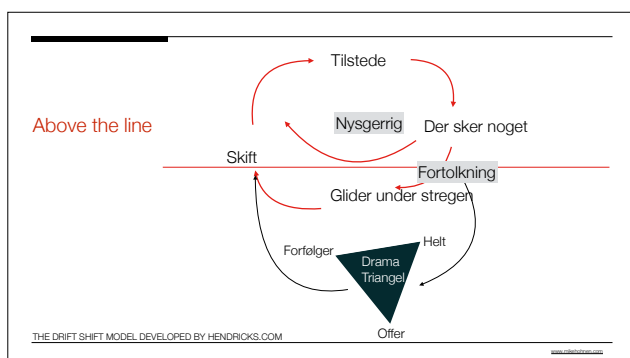 Tilstede
Above the line
Nysgerrig
Der sker noget
Skift
Fortolkning
Glider under stregen
Forfølger
Helt
Drama
Triangel
Offer
THE DRIFT SHIFT MODEL DEVELOPED BY HENDRICKS.COM
www.mikehohnen.com